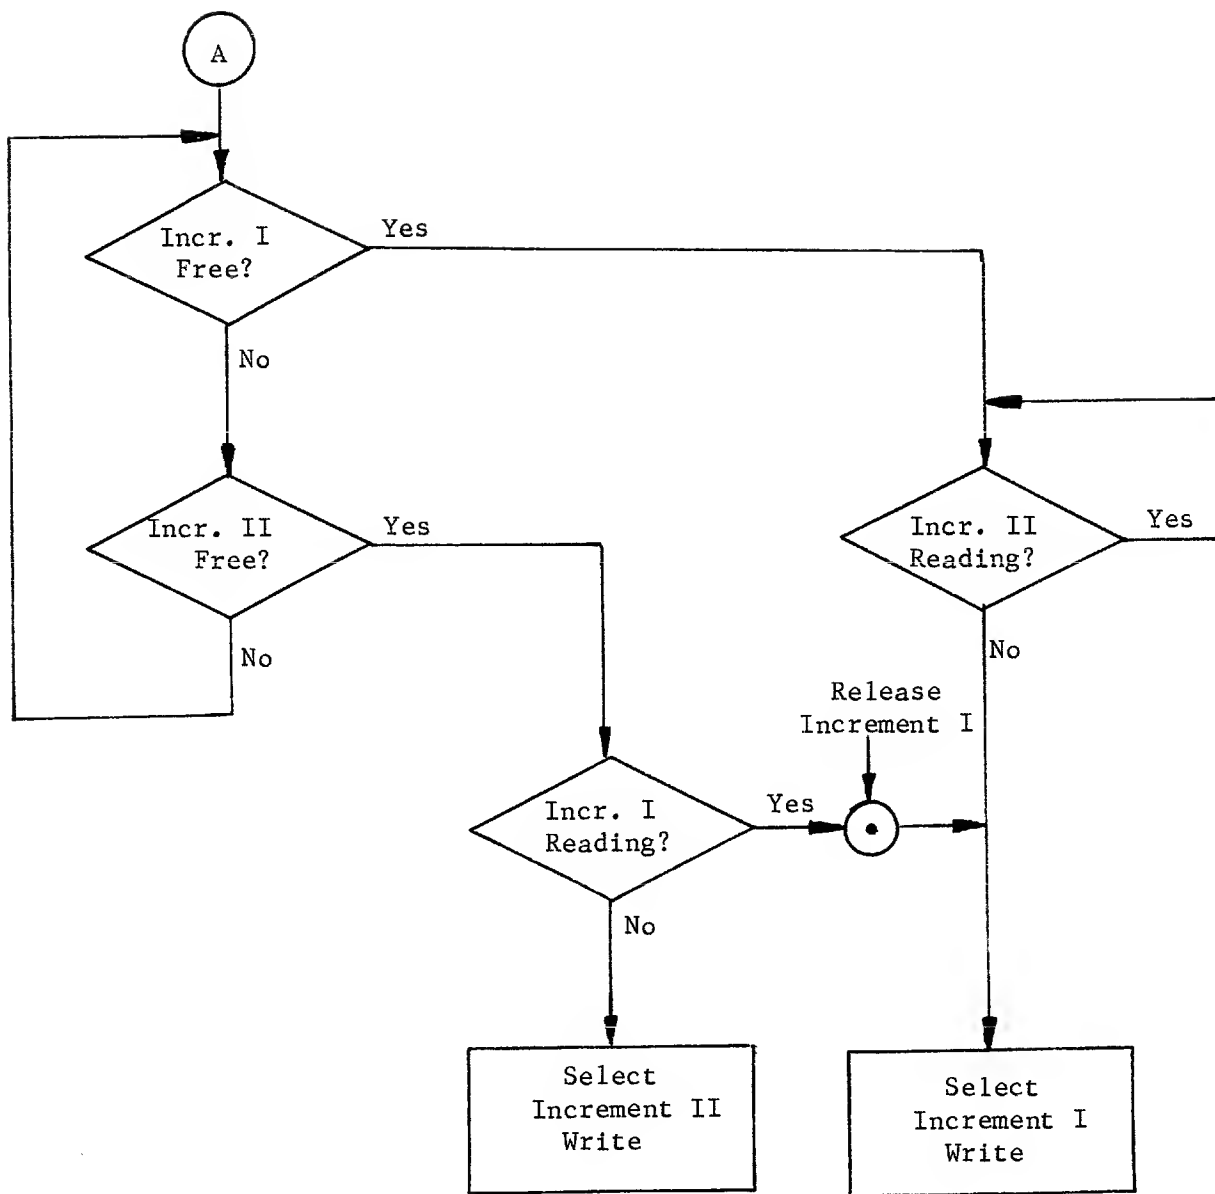 A
Incr. I
Free?
Yes
No
Incr. II
Free?
Yes
No
Incr. II
Reading?
Yes
No
Release
Increment I
Incr. I
Reading?
Yes
No
Select
Increment II
Write
Select
Increment I
Write